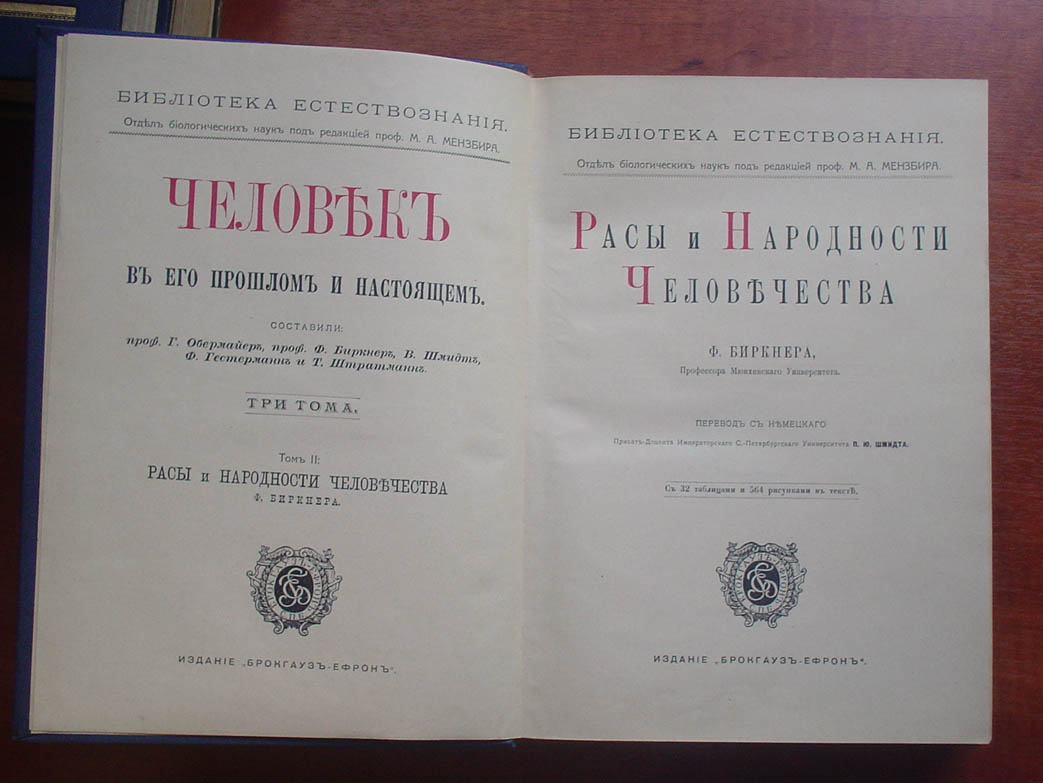 БИБЛІОТЕКА ЕСТЕСТВОЗНАНІЯ.
Отдѣлъ біологическихъ наукъ подъ редакціей проф. М. А. МЕНЗБИРА.
ЧЕЛОВѢКЪ
ВЪ ЕГО ПРОШЛОМЪ И НАСТОЯЩЕМЪ.
СОСТАВИЛИ:
проф. Г. Обермайеръ, проф. Ф. Биркнеръ, В. Шмидтъ,
Ф. Гестерманнъ и Т. Штратманнъ.
ТРИ ТОМА.
Томъ II:
РАСЫ и НАРОДНОСТИ ЧЕЛОВѢЧЕСТВА
Ф. БИРКНЕРА.
ИЗДАНІЕ „БРОКГАУЗЪ-ЕФРОНЪ“.
БИБЛІОТЕКА ЕСТЕСТВОЗНАНІЯ.
Отдѣлъ біологическихъ наукъ подъ редакціей проф. М. А. МЕНЗБИРА.
РАСЫ и НАРОДНОСТИ
ЧЕЛОВѢЧЕСТВА
Ф. БИРКНЕРА,
Профессора Мюнхенскаго Университета.
ПЕРЕВОДЪ СЪ НѢМЕЦКАГО
Приватъ-Доцента Императорскаго С.-Петербургскаго Университета П. Ю. ШМИДТА.
Съ 32 таблицами и 564 рисунками въ текстѣ.
ИЗДАНІЕ „БРОКГАУЗЪ-ЕФРОНЪ“.